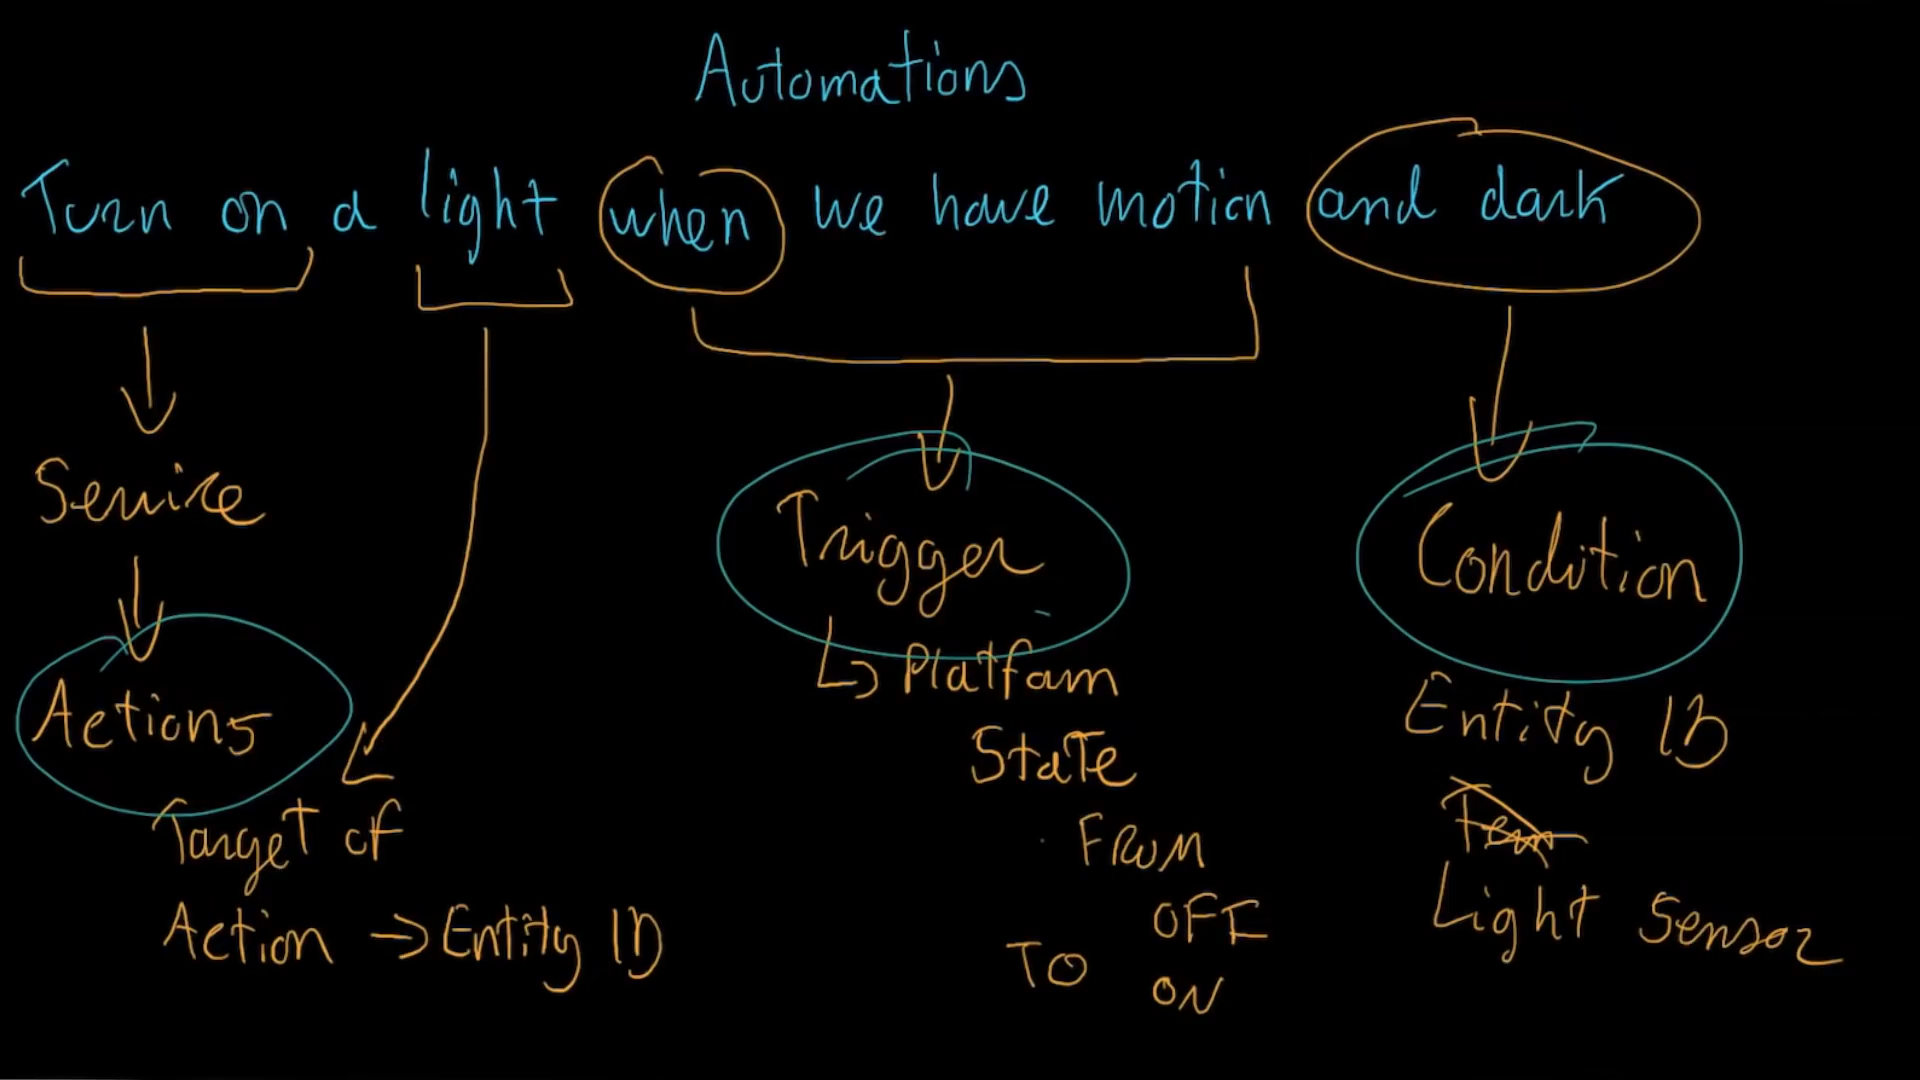 Automations
Turn on a light when we have motion and dark
Service
Actions
Target of
Action → Entity ID
Trigger
↳ Platform
State
FROM
OFF
TO
ON
Condition
Entity ID
Light Sensor